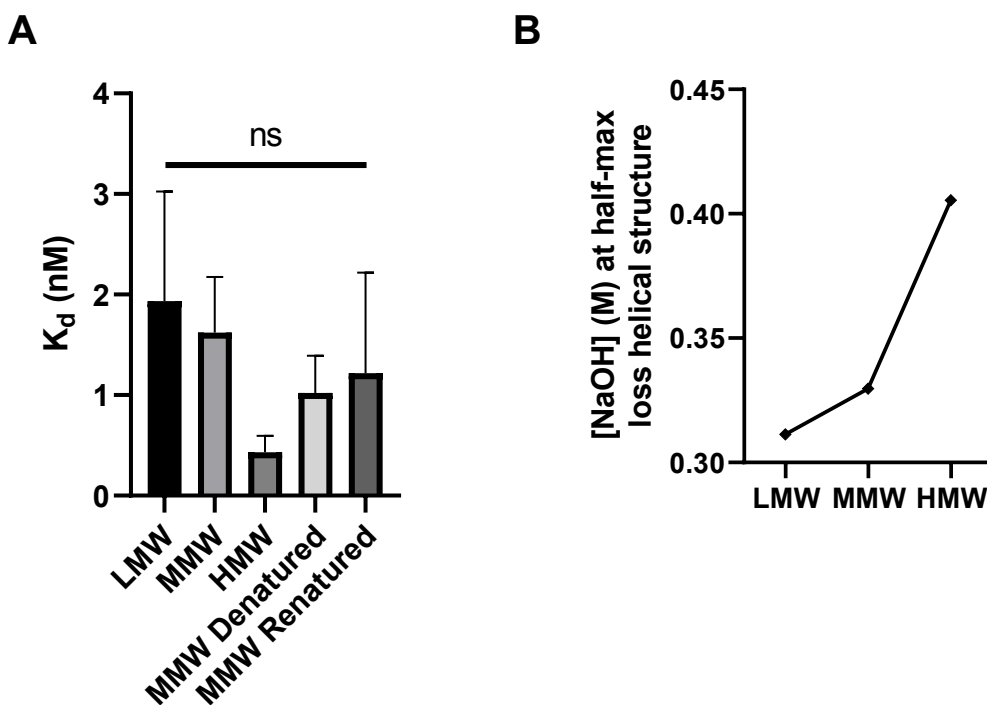 A
4
3
2
1
0
K_d (nM)
ns
LMW
MMW
HMW
MMW Denatured
MMW Renatured
B
0.45
0.40
0.35
0.30
[NaOH] (M) at half-max
loss helical structure
LMW MMW HMW